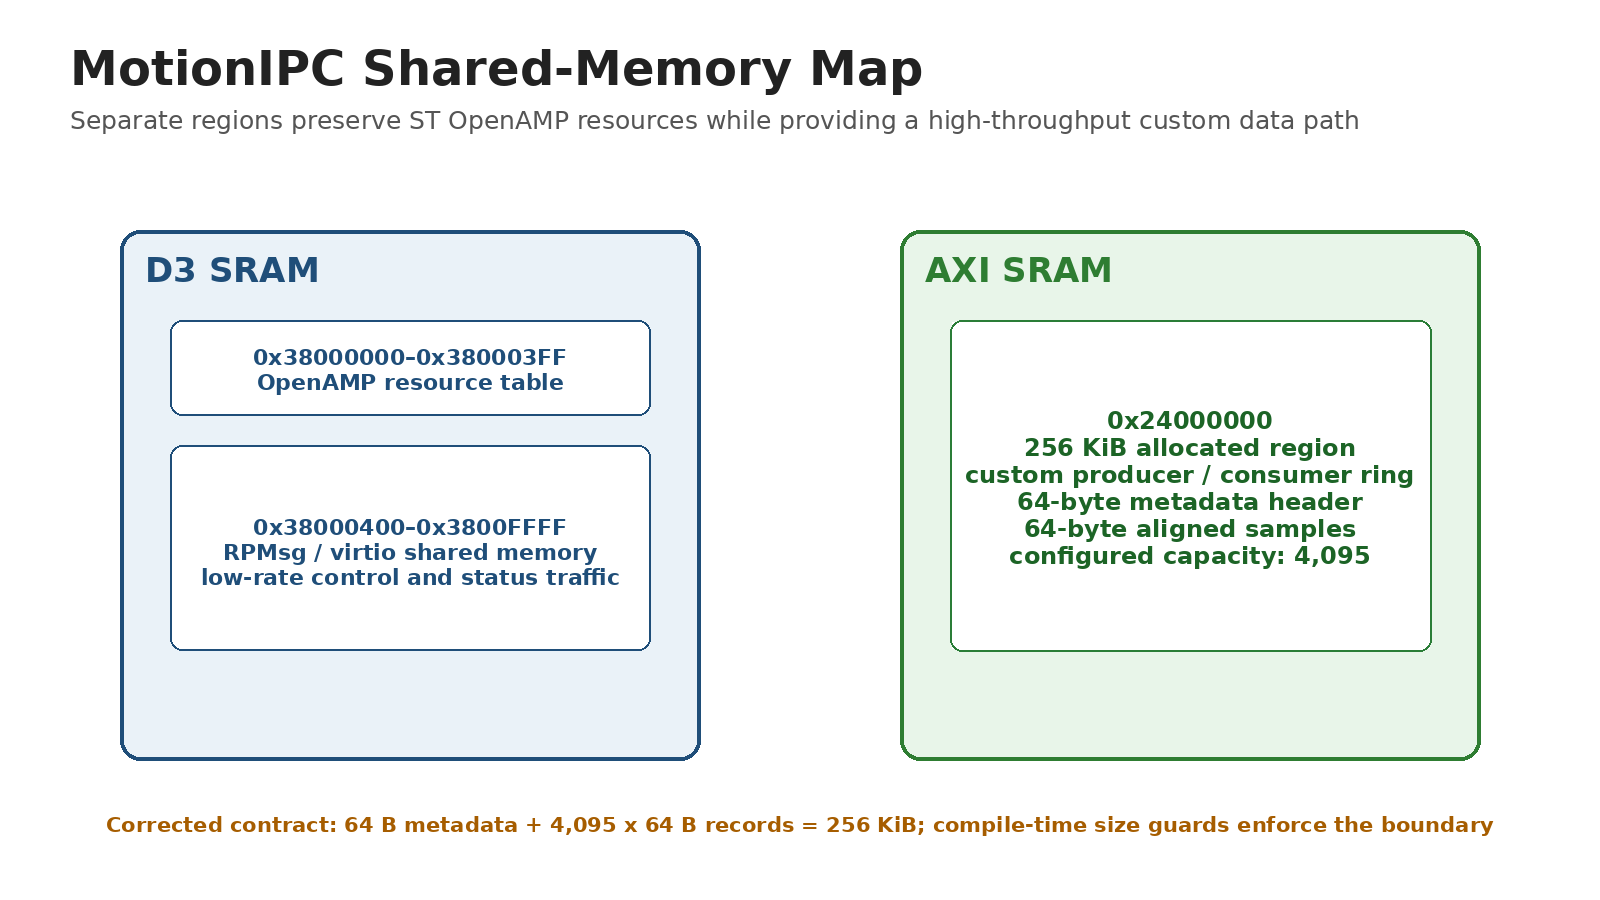 MotionIPC Shared-Memory Map
Separate regions preserve ST OpenAMP resources while providing a high-throughput custom data path
D3 SRAM
0x38000000–0x380003FF
OpenAMP resource table
0x38000400–0x3800FFFF
RPMsg / virtio shared memory
low-rate control and status traffic
AXI SRAM
0x24000000
256 KiB allocated region
custom producer / consumer ring
64-byte metadata header
64-byte aligned samples
configured capacity: 4,095
Corrected contract: 64 B metadata + 4,095 x 64 B records = 256 KiB; compile-time size guards enforce the boundary